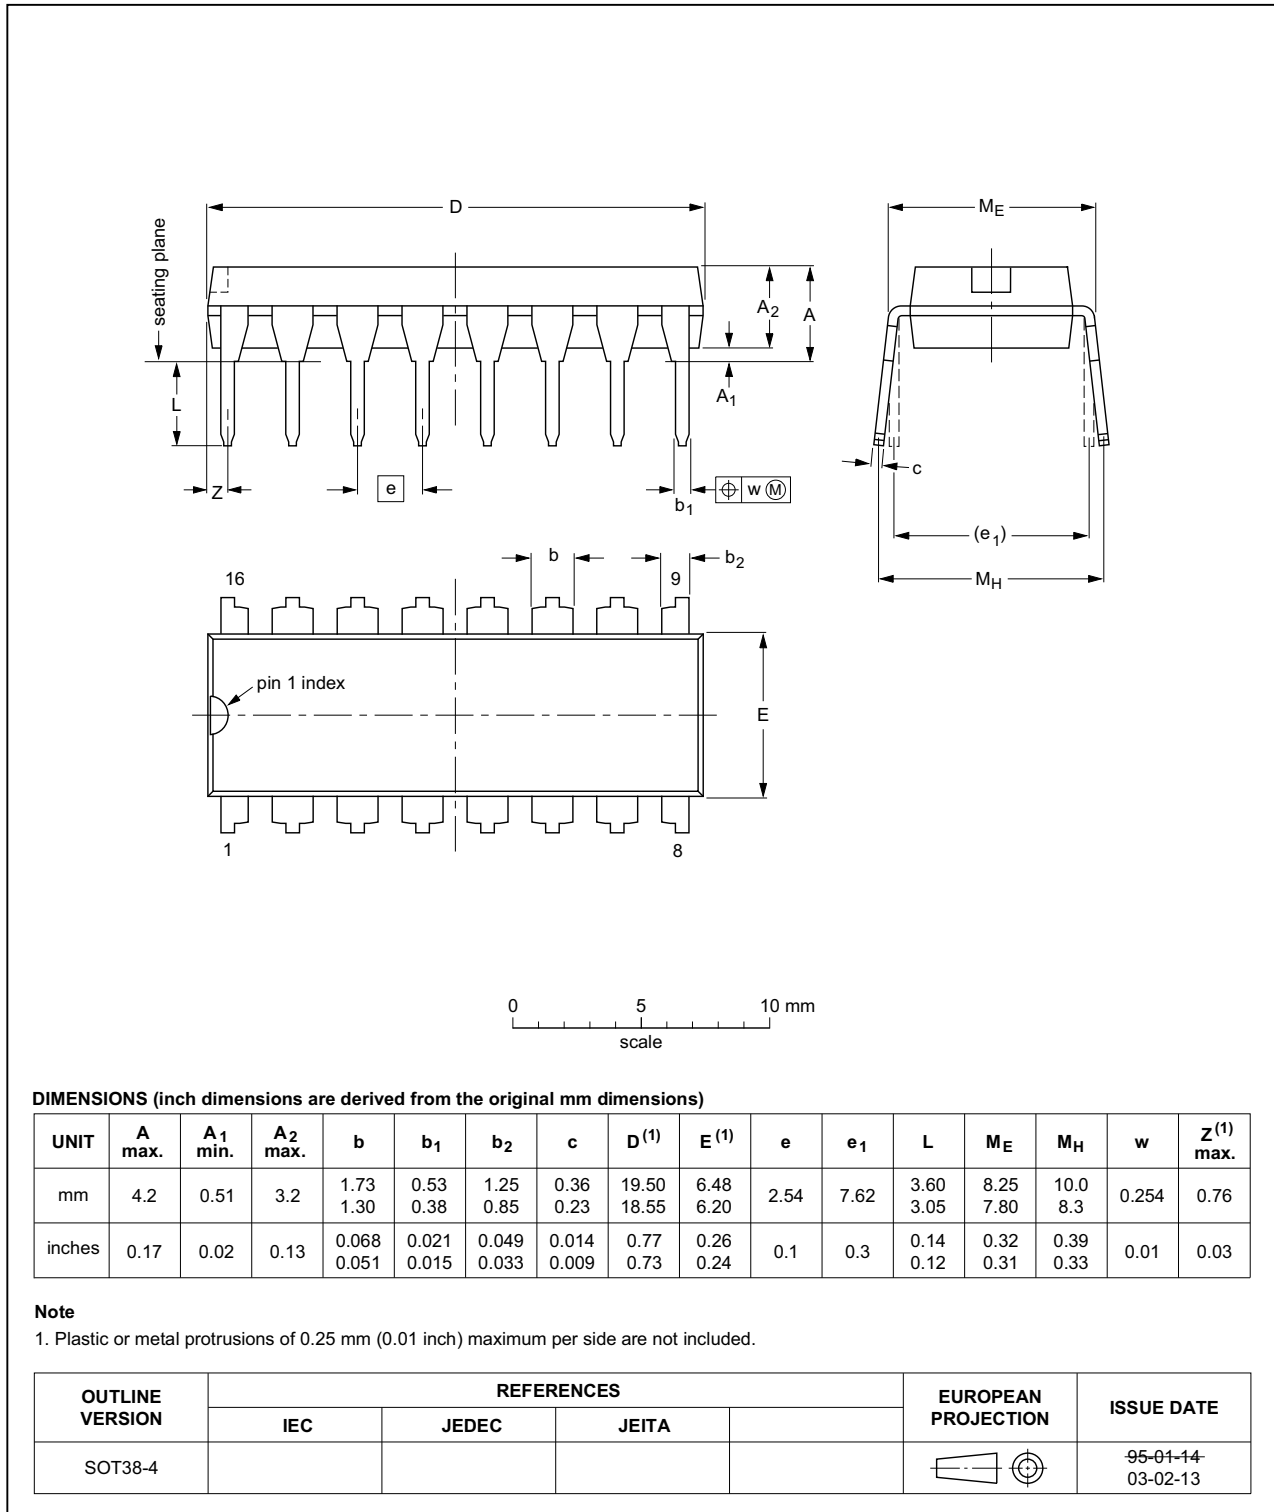 D
ME
seating plane
A2
A
A1
L
Z
e
b1
w M
c
(e1)
MH
b
b2
16
9
pin 1 index
E
1
8
0 5 10 mm
scale
DIMENSIONS (inch dimensions are derived from the original mm dimensions)
UNIT A max. A1 min. A2 max. b b1 b2 c D(1) E(1) e e1 L ME MH w Z(1) max.
mm 4.2 0.51 3.2 1.73 1.30 0.53 0.38 1.25 0.85 0.36 0.23 19.50 18.55 6.48 6.20 2.54 7.62 3.60 3.05 8.25 7.80 10.0 8.3 0.254 0.76
inches 0.17 0.02 0.13 0.068 0.051 0.021 0.015 0.049 0.033 0.014 0.009 0.77 0.73 0.26 0.24 0.1 0.3 0.14 0.12 0.32 0.31 0.39 0.33 0.01 0.03
Note
1. Plastic or metal protrusions of 0.25 mm (0.01 inch) maximum per side are not included.
OUTLINE VERSION REFERENCES EUROPEAN PROJECTION ISSUE DATE
IEC JEDEC JEITA
SOT38-4 95-01-14
03-02-13